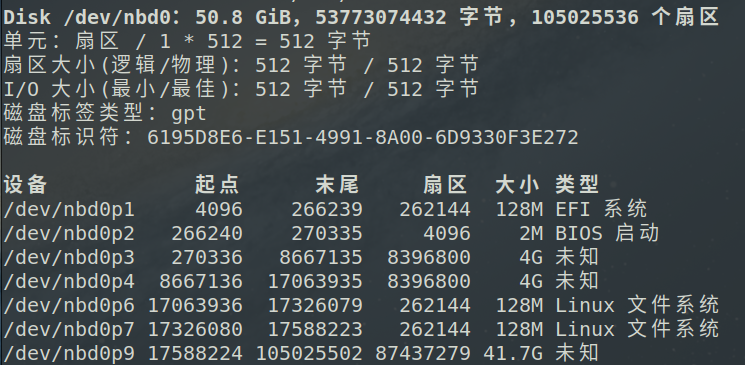 Disk /dev/nbd0：50.8 GiB，53773074432 字节，105025536 个扇区
单元：扇区 / 1 * 512 = 512 字节
扇区大小(逻辑/物理)：512 字节 / 512 字节
I/O 大小(最小/最佳)：512 字节 / 512 字节
磁盘标签类型：gpt
磁盘标识符：6195D8E6-E151-4991-8A00-6D9330F3E272
设备 起点 末尾 扇区 大小 类型
/dev/nbd0p1 4096 266239 262144 128M EFI 系统
/dev/nbd0p2 266240 270335 4096 2M BIOS 启动
/dev/nbd0p3 270336 8667135 8396800 4G 未知
/dev/nbd0p4 8667136 17063935 8396800 4G 未知
/dev/nbd0p6 17063936 17326079 262144 128M Linux 文件系统
/dev/nbd0p7 17326080 17588223 262144 128M Linux 文件系统
/dev/nbd0p9 17588224 105025502 87437279 41.7G 未知